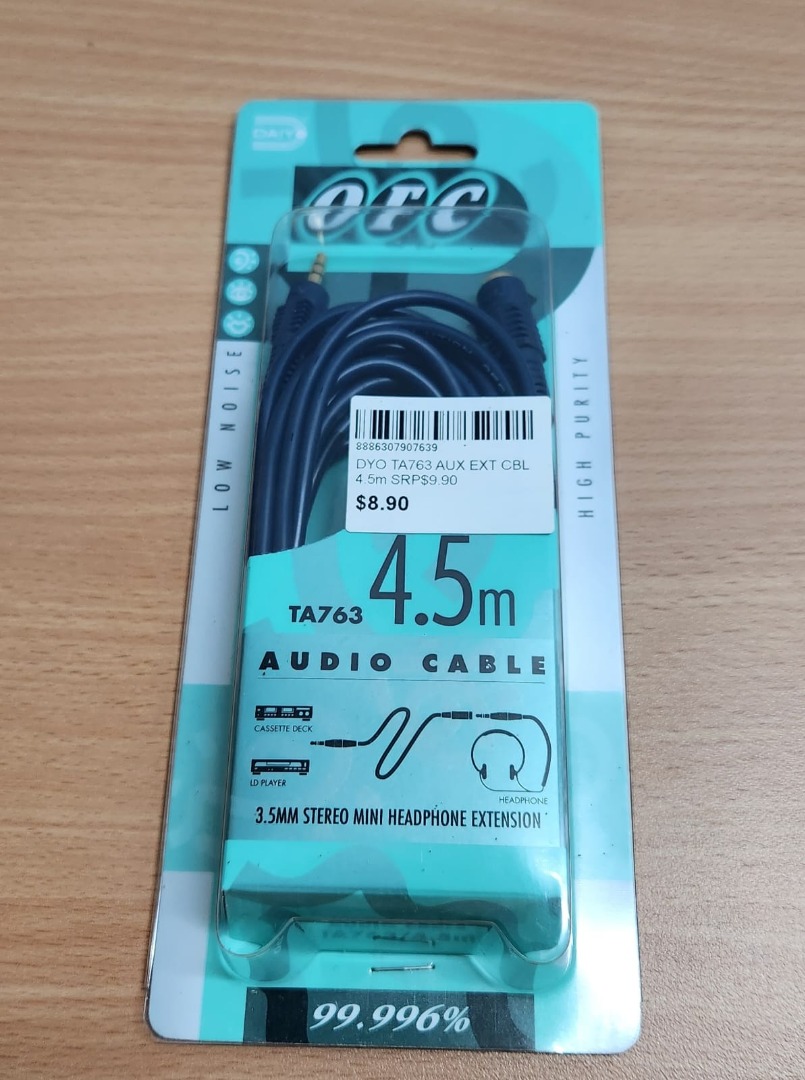 DAIYO
OFC
LOW NOISE
HIGH PURITY
8886307907639
DYO TA763 AUX EXT CBL
4.5m SRP$9.90
$8.90
TA763 4.5m
AUDIO CABLE
CASSETTE DECK
LD PLAYER
HEADPHONE
3.5MM STEREO MINI HEADPHONE EXTENSION
99.996%